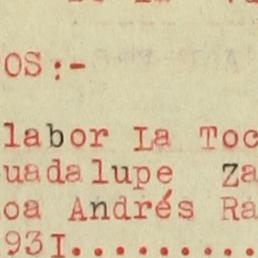 OS:-
labor La Toc
uadalupe Za
oa Andrés Ra
93I..........